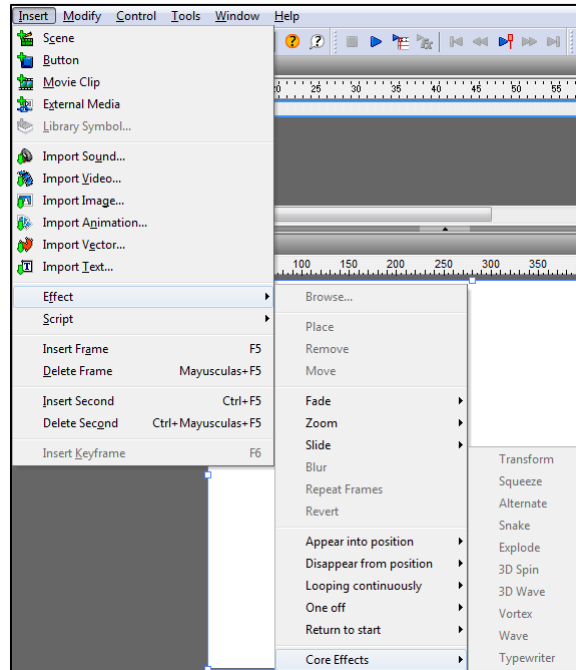 Insert Modify Control Tools Window Help
Scene
Button
Movie Clip
External Media
Library Symbol...
Import Sound...
Import Video...
Import Image...
Import Animation...
Import Vector...
Import Text...
Effect
Script
Insert Frame F5
Delete Frame Mayusculas+F5
Insert Second Ctrl+F5
Delete Second Ctrl+Mayusculas+F5
Insert Keyframe F6
25 30 35 40 45 50 55
100 150 200 250 300 350
Browse...
Place
Remove
Move
Fade
Zoom
Slide
Blur
Repeat Frames
Revert
Appear into position
Disappear from position
Looping continuously
One off
Return to start
Core Effects
Transform
Squeeze
Alternate
Snake
Explode
3D Spin
3D Wave
Vortex
Wave
Typewriter